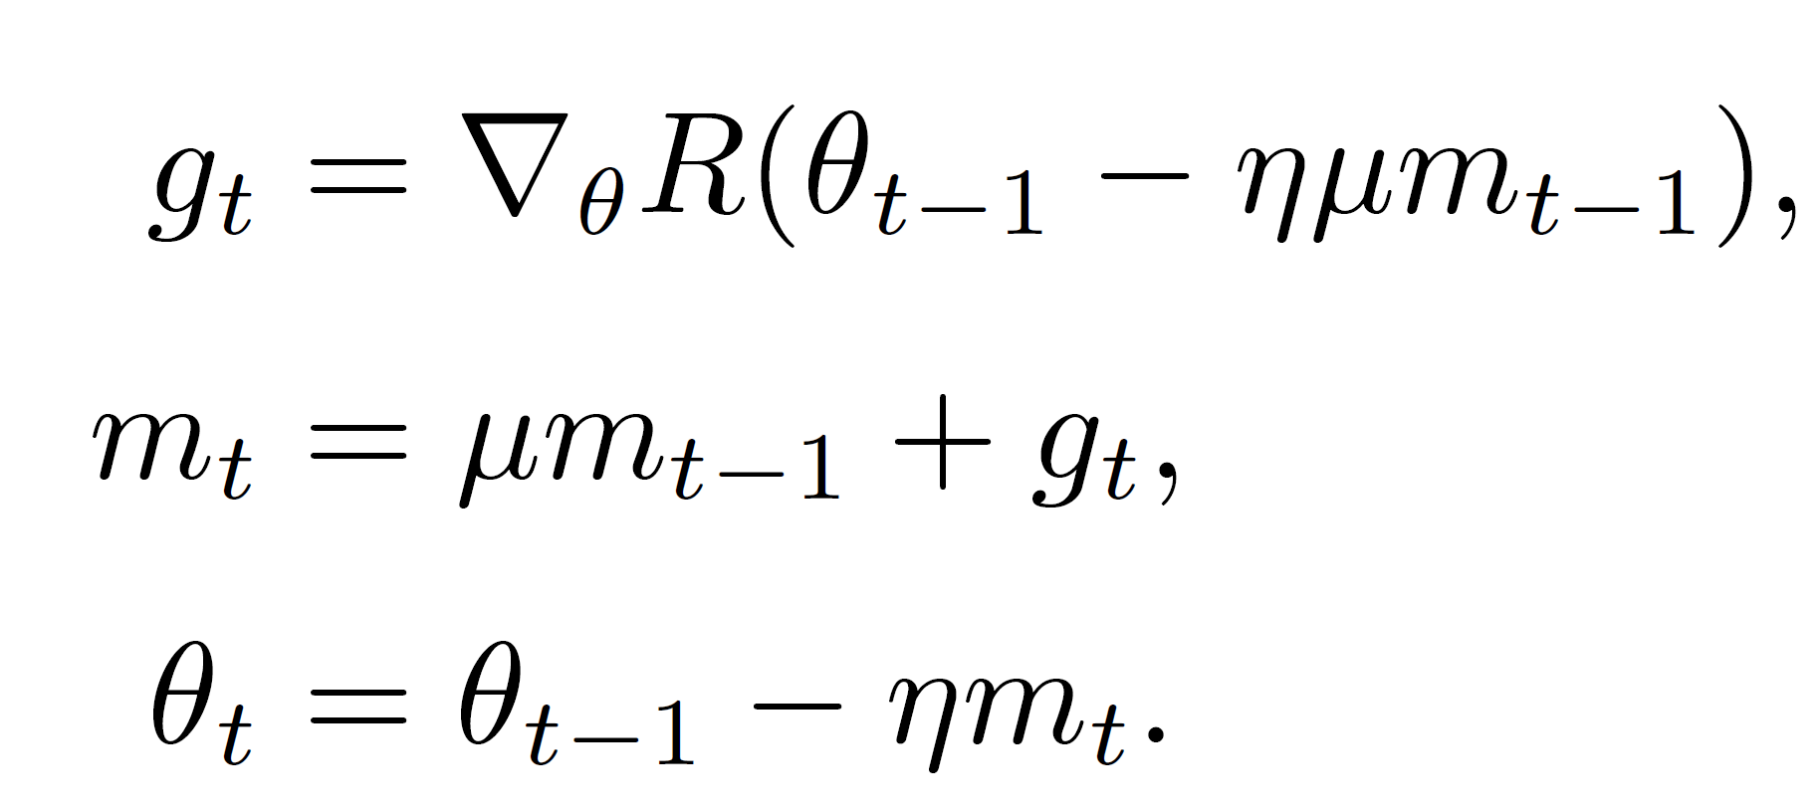 g_t = ∇_θ R(θ_{t−1} − ημm_{t−1}),
m_t = μm_{t−1} + g_t,
θ_t = θ_{t−1} − ηm_t.